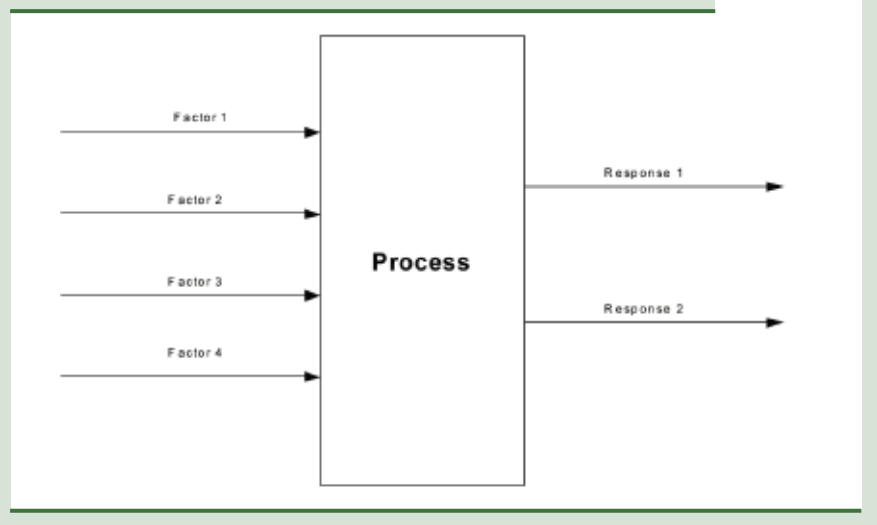 Factor 1
Factor 2
Factor 3
Factor 4
Process
Response 1
Response 2